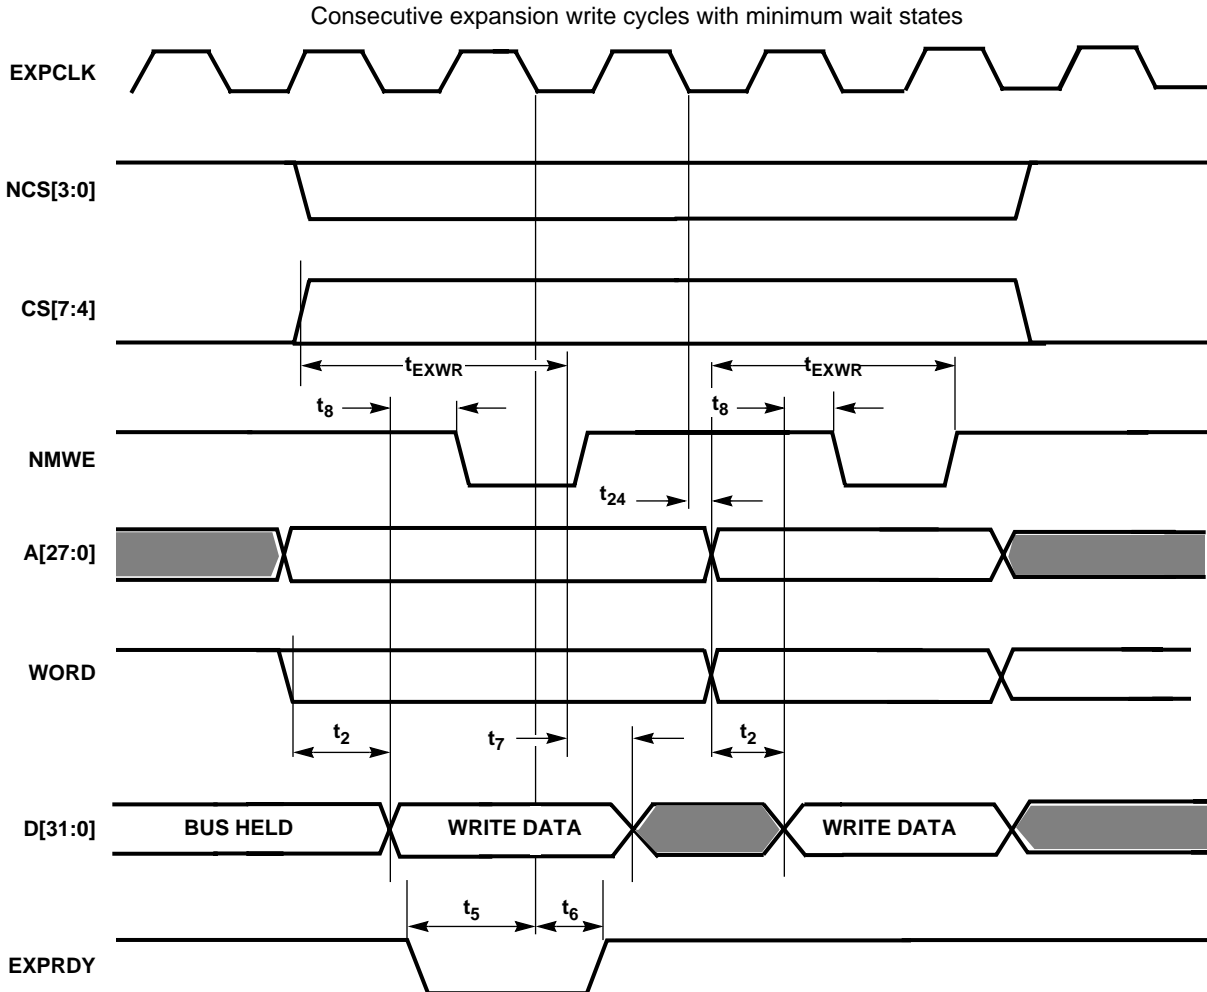 Consecutive expansion write cycles with minimum wait states
EXPCLK
NCS[3:0]
CS[7:4]
tEXWR tEXWR
t8 t8
NMWE
t24
A[27:0]
WORD
t2 t7 t2
D[31:0] BUS HELD WRITE DATA WRITE DATA
t5 t6
EXPRDY